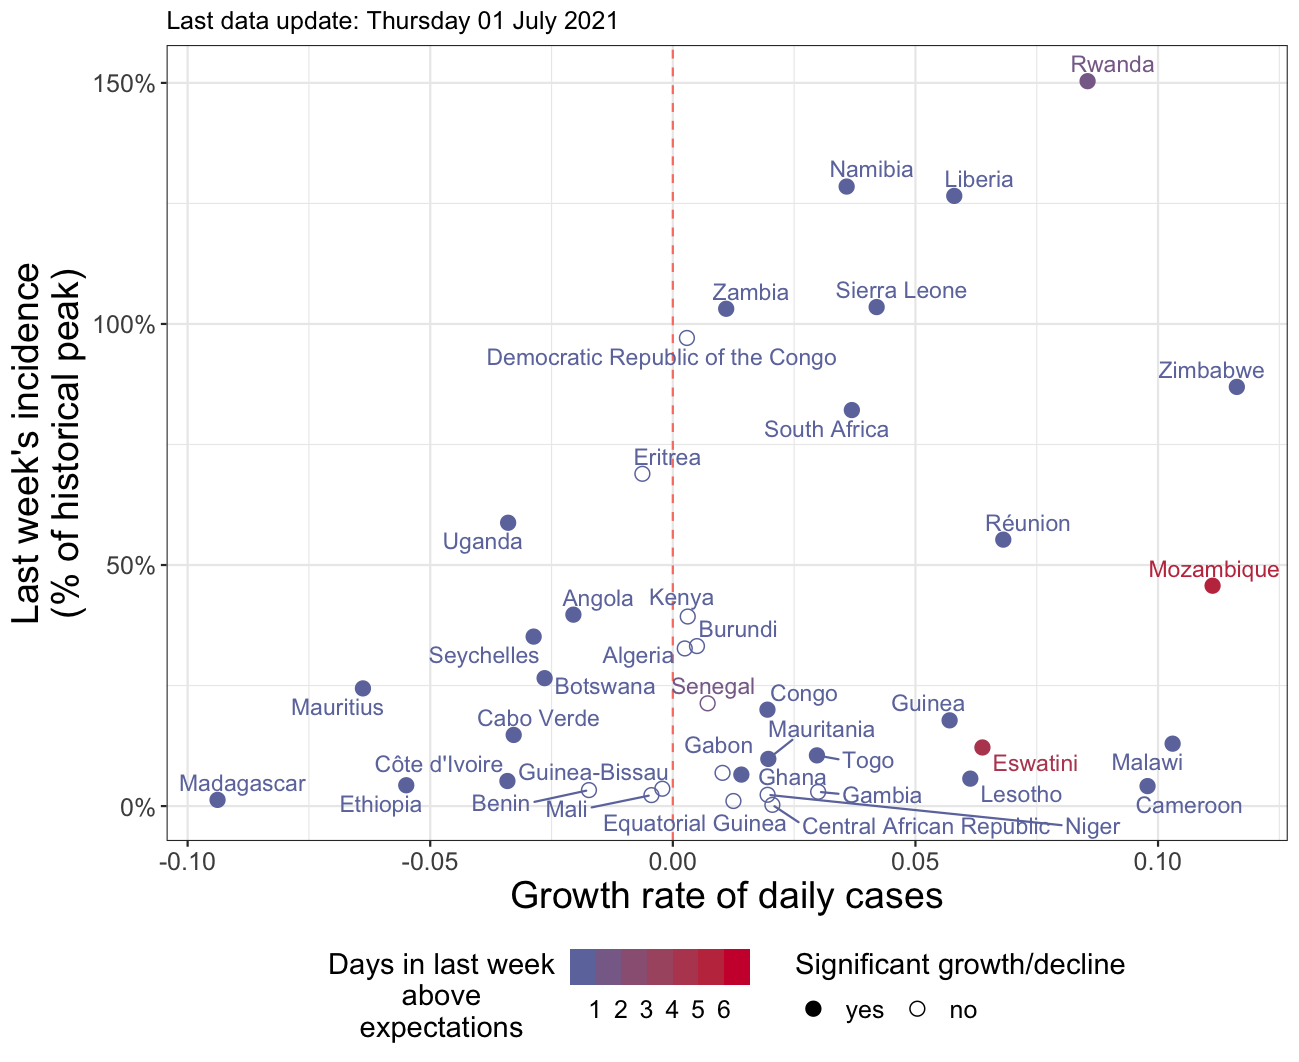 Last data update: Thursday 01 July 2021
Last week's incidence
(% of historical peak)
150%
100%
50%
0%
Rwanda
Namibia
Liberia
Zambia
Sierra Leone
Democratic Republic of the Congo
Zimbabwe
South Africa
Eritrea
Uganda
Réunion
Mozambique
Angola
Kenya
Burundi
Seychelles
Algeria
Botswana
Senegal
Mauritius
Congo
Guinea
Cabo Verde
Mauritania
Gabon
Togo
Eswatini
Malawi
Côte d'Ivoire
Guinea-Bissau
Ghana
Madagascar
Ethiopia
Benin
Mali
Gambia
Lesotho
Cameroon
Equatorial Guinea
Central African Republic
Niger
-0.10
-0.05
0.00
0.05
0.10
Growth rate of daily cases
Days in last week
above
expectations
1 2 3 4 5 6
Significant growth/decline
yes
no